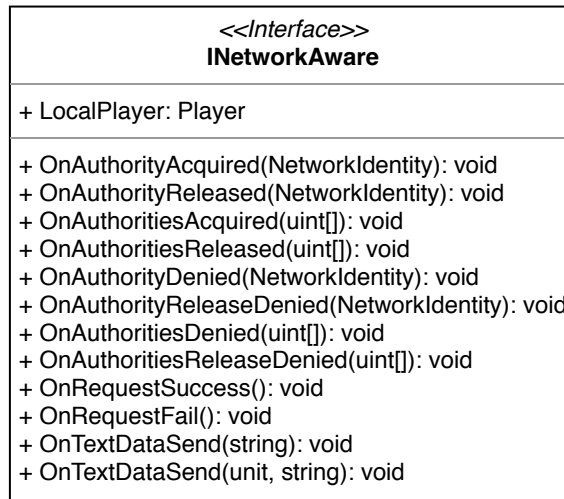 <<Interface>>
INetworkAware
+ LocalPlayer: Player
+ OnAuthorityAcquired(NetworkIdentity): void
+ OnAuthorityReleased(NetworkIdentity): void
+ OnAuthoritiesAcquired(uint[]): void
+ OnAuthoritiesReleased(uint[]): void
+ OnAuthorityDenied(NetworkIdentity): void
+ OnAuthorityReleaseDenied(NetworkIdentity): void
+ OnAuthoritiesDenied(uint[]): void
+ OnAuthoritiesReleaseDenied(uint[]): void
+ OnRequestSuccess(): void
+ OnRequestFail(): void
+ OnTextDataSend(string): void
+ OnTextDataSend(unit, string): void